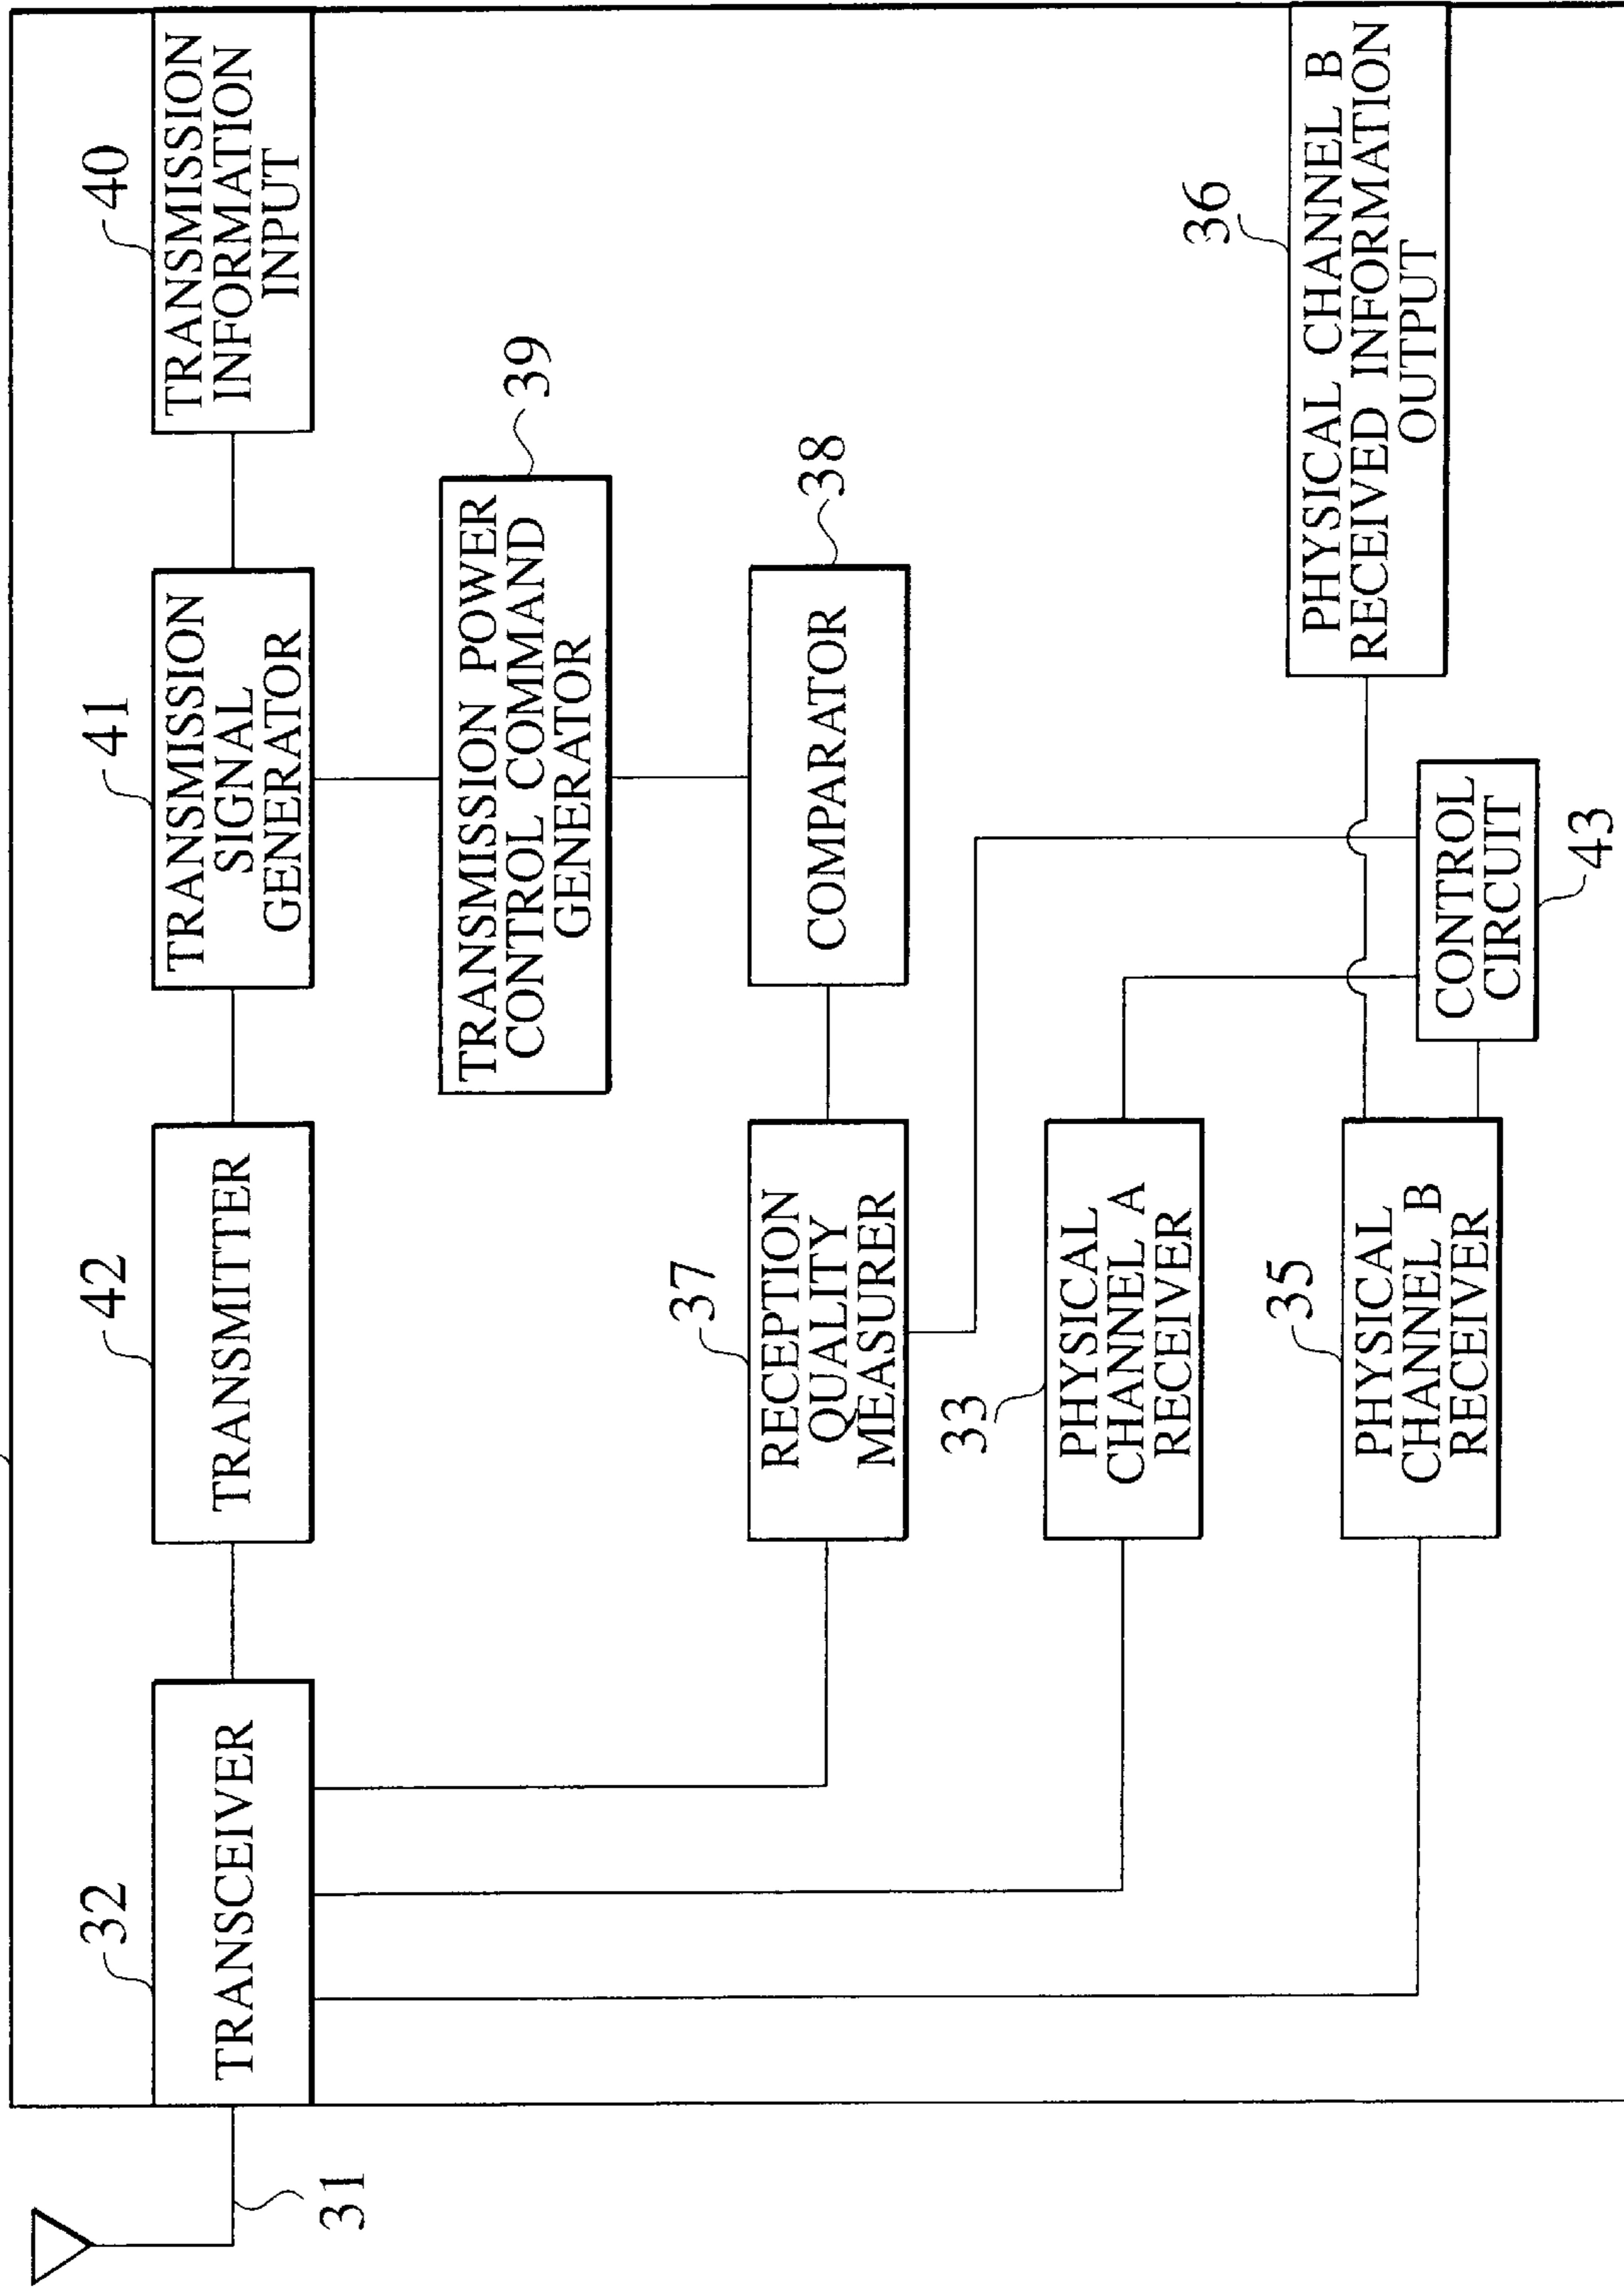 31
32
TRANSCEIVER
42
TRANSMITTER
41
TRANSMISSION
SIGNAL
GENERATOR
40
TRANSMISSION
INFORMATION
INPUT
39
TRANSMISSION POWER
CONTROL COMMAND
GENERATOR
37
RECEPTION
QUALITY
MEASURER
38
COMPARATOR
33
PHYSICAL
CHANNEL A
RECEIVER
35
PHYSICAL
CHANNEL B
RECEIVER
CONTROL
CIRCUIT
43
36
PHYSICAL CHANNEL B
RECEIVED INFORMATION
OUTPUT